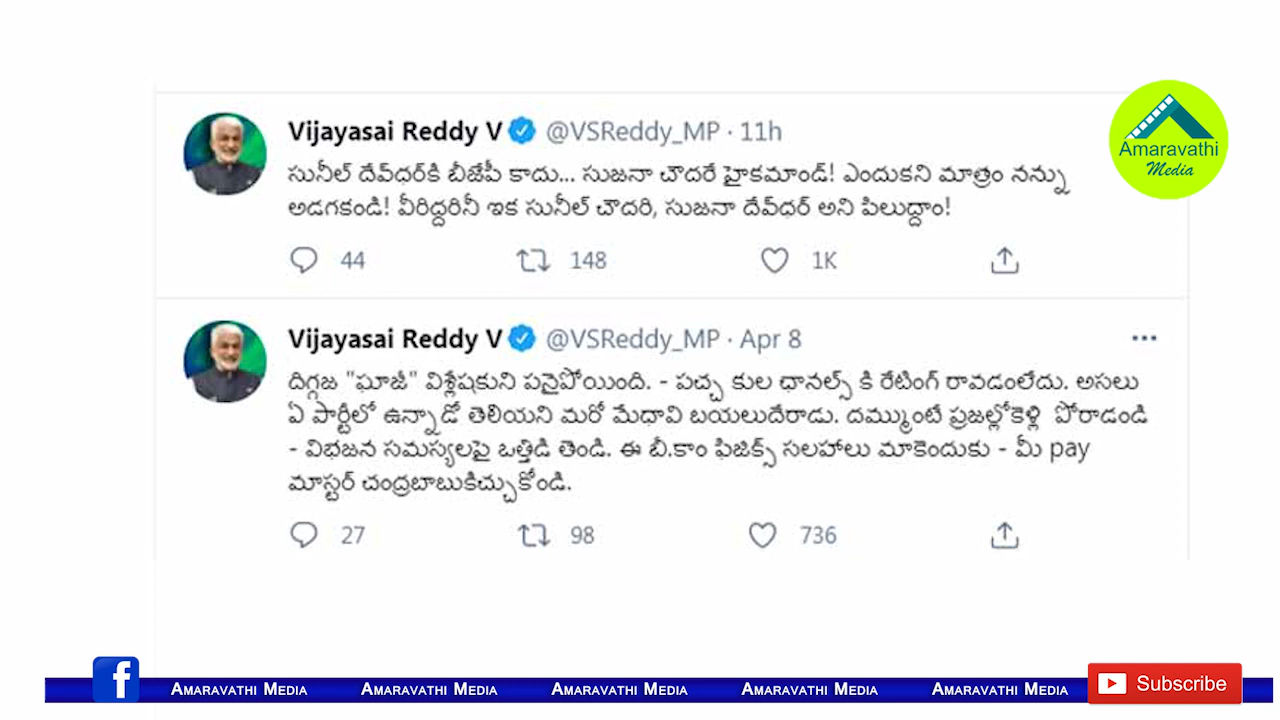 Vijayasai Reddy V @VSReddy_MP · 11h
సునీల్ దేవ్‌ధర్‌కి బీజేపీ కాదు... సుజనా చౌదరే హైకమాండ్! ఎందుకని మాత్రం నన్ను
అడగకండి! వీరిద్దరినీ ఇక సునీల్ చౌదరి, సుజనా దేవ్‌ధర్ అని పిలుద్దాం!
44 148 1K
Vijayasai Reddy V @VSReddy_MP · Apr 8
దిగ్గజ "ఘాజీ" విశ్లేషకుని పనైపోయింది. - పచ్చ కుల ఛానల్స్ కి రేటింగ్ రావడంలేదు. అసలు
ఏ పార్టీలో ఉన్నాడో తెలియని మరో మేధావి బయలుదేరాడు. దమ్ముంటే ప్రజల్లోకెళ్లి పోరాడండి
- విభజన సమస్యలపై ఒత్తిడి తెండి. ఈ బీ.కాం ఫిజిక్స్ సలహాలు మాకెందుకు - మీ pay
మాస్టర్ చంద్రబాబుకిచ్చుకోండి.
27 98 736
Amaravathi
Media
f Amaravathi Media Amaravathi Media Amaravathi Media Amaravathi Media Amaravathi Media Subscribe